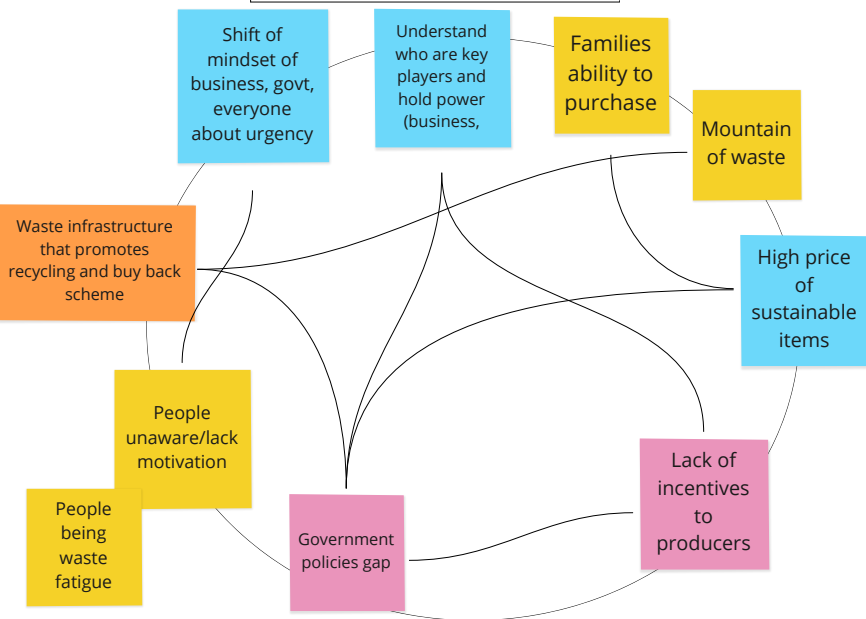 Shift of
mindset of
business, govt,
everyone
about urgency
Understand
who are key
players and
hold power
(business,
Families
ability to
purchase
Mountain
of waste
Waste infrastructure
that promotes
recycling and buy back
scheme
High price
of
sustainable
items
People
unaware/lack
motivation
People
being
waste
fatigue
Government
policies gap
Lack of
incentives
to
producers